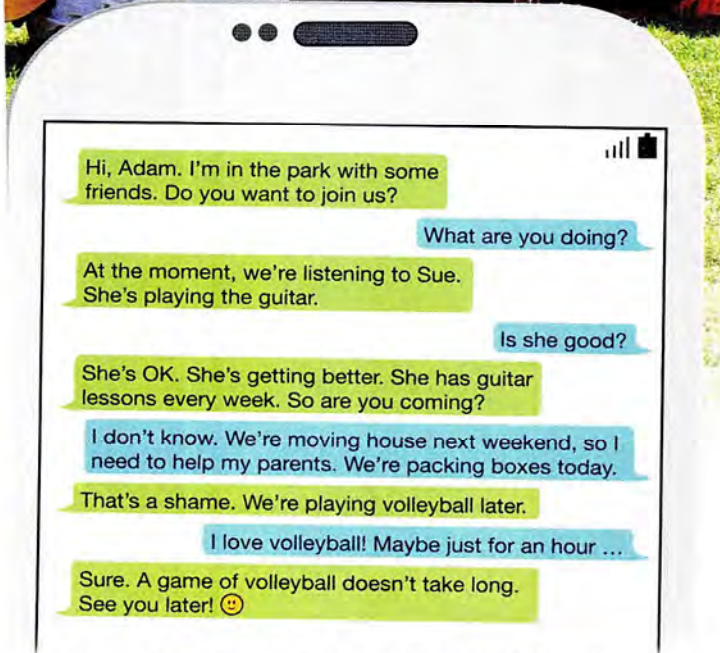 Hi, Adam. I'm in the park with some
friends. Do you want to join us?
What are you doing?
At the moment, we're listening to Sue.
She's playing the guitar.
Is she good?
She's OK. She's getting better. She has guitar
lessons every week. So are you coming?
I don't know. We're moving house next weekend, so I
need to help my parents. We're packing boxes today.
That's a shame. We're playing volleyball later.
I love volleyball! Maybe just for an hour ...
Sure. A game of volleyball doesn't take long.
See you later! 🙂